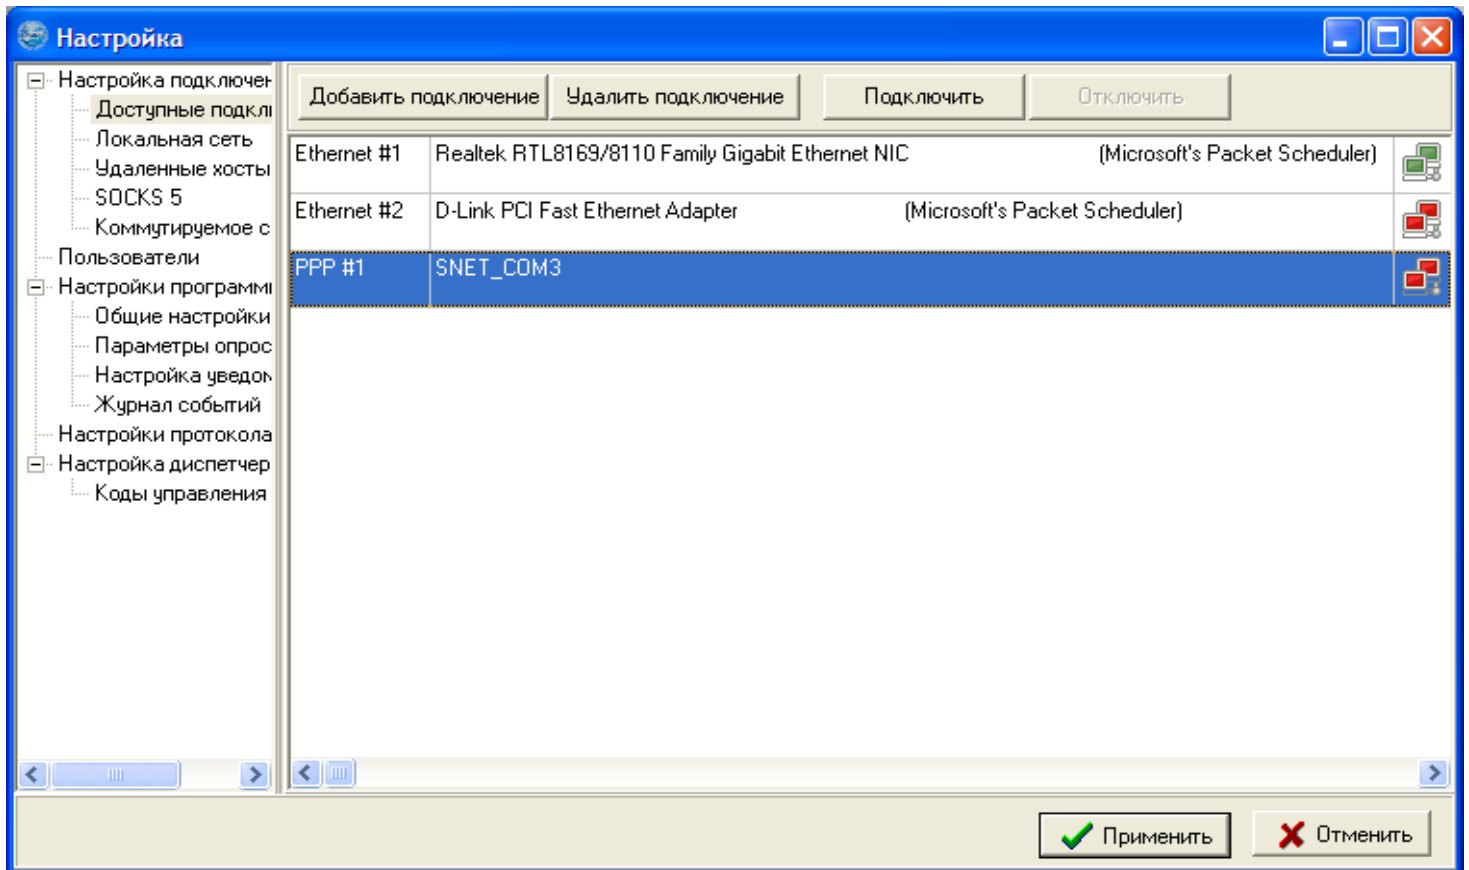 Настройка
Настройка подключен
Доступные подкл
Локальная сеть
Удаленные хосты
SOCKS 5
Коммутируемое с
Пользователи
Настройки программ
Общие настройки
Параметры опрос
Настройка уведом
Журнал событий
Настройки протокола
Настройка диспетчер
Коды управления
Добавить подключение Удалить подключение Подключить Отключить
Ethernet #1 Realtek RTL8169/8110 Family Gigabit Ethernet NIC (Microsoft's Packet Scheduler)
Ethernet #2 D-Link PCI Fast Ethernet Adapter (Microsoft's Packet Scheduler)
PPP #1 SNET_COM3
Применить Отменить